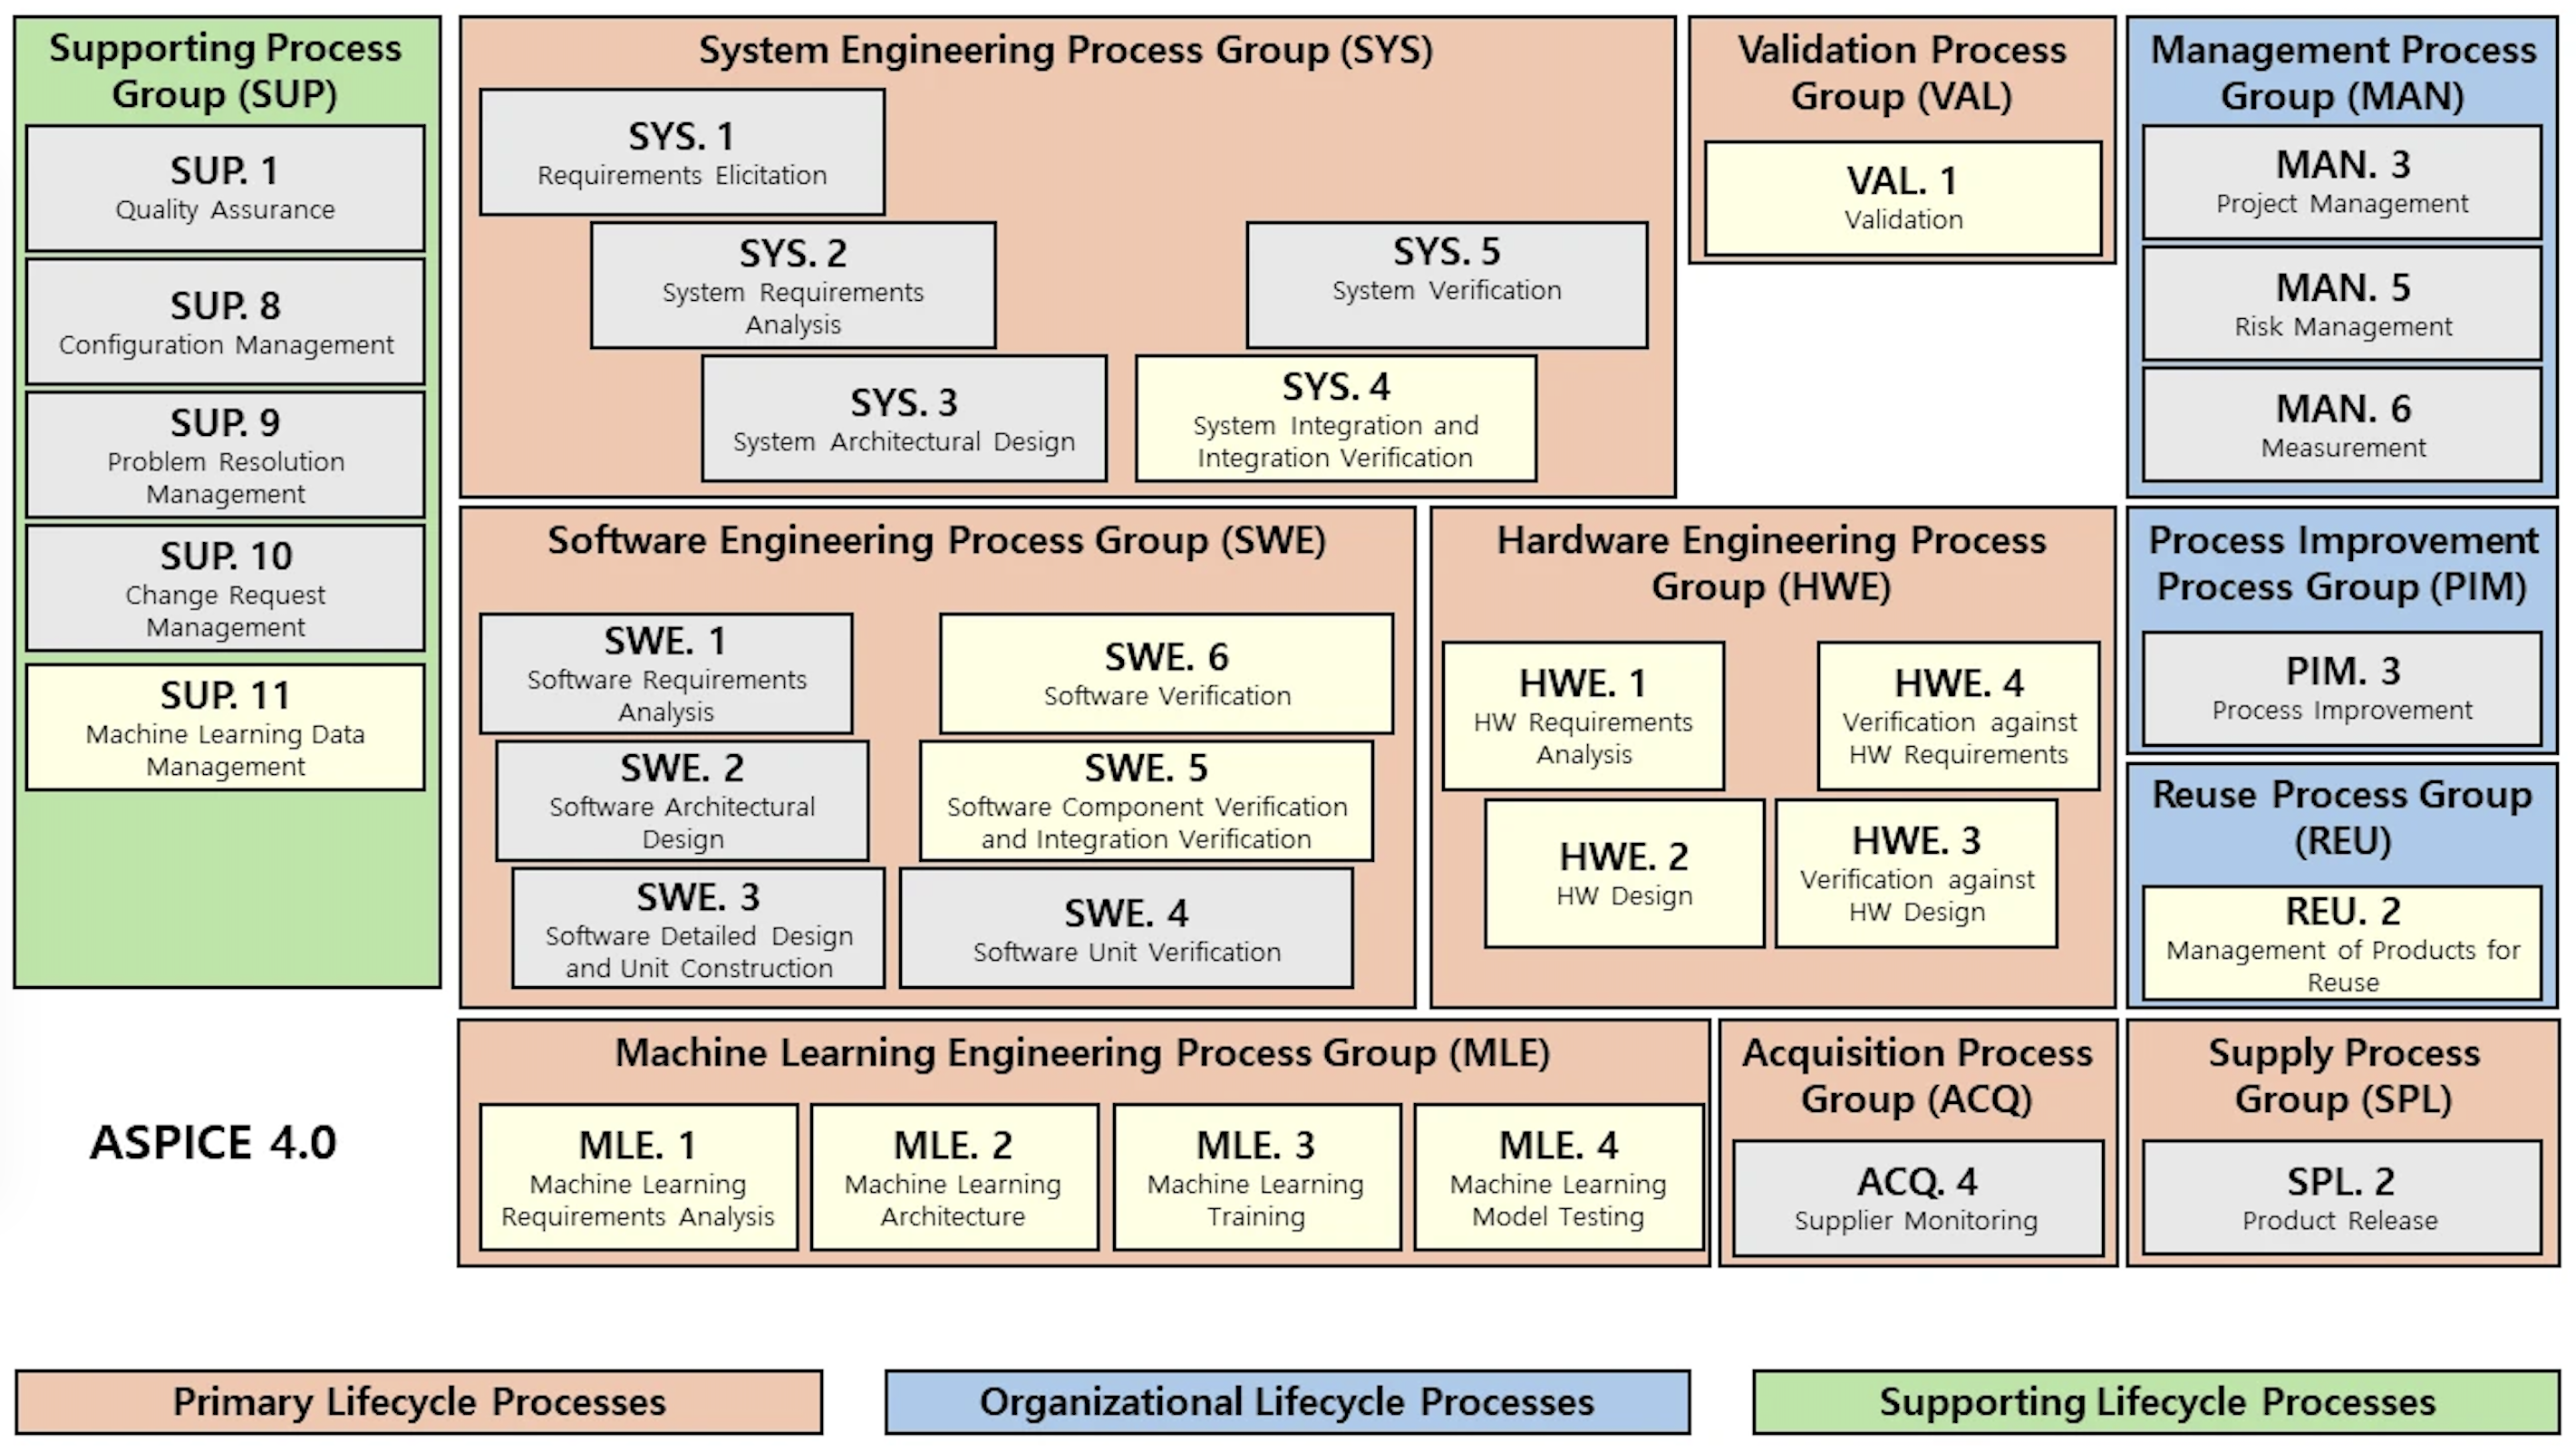 Supporting Process
Group (SUP)
SUP. 1
Quality Assurance
SUP. 8
Configuration Management
SUP. 9
Problem Resolution
Management
SUP. 10
Change Request
Management
SUP. 11
Machine Learning Data
Management
System Engineering Process Group (SYS)
SYS. 1
Requirements Elicitation
SYS. 2
System Requirements
Analysis
SYS. 3
System Architectural Design
SYS. 5
System Verification
SYS. 4
System Integration and
Integration Verification
Validation Process
Group (VAL)
VAL. 1
Validation
Management Process
Group (MAN)
MAN. 3
Project Management
MAN. 5
Risk Management
MAN. 6
Measurement
Software Engineering Process Group (SWE)
SWE. 1
Software Requirements
Analysis
SWE. 2
Software Architectural
Design
SWE. 3
Software Detailed Design
and Unit Construction
SWE. 6
Software Verification
SWE. 5
Software Component Verification
and Integration Verification
SWE. 4
Software Unit Verification
Hardware Engineering Process
Group (HWE)
HWE. 1
HW Requirements
Analysis
HWE. 4
Verification against
HW Requirements
HWE. 2
HW Design
HWE. 3
Verification against
HW Design
Process Improvement
Process Group (PIM)
PIM. 3
Process Improvement
Reuse Process Group
(REU)
REU. 2
Management of Products for
Reuse
ASPICE 4.0
Machine Learning Engineering Process Group (MLE)
MLE. 1
Machine Learning
Requirements Analysis
MLE. 2
Machine Learning
Architecture
MLE. 3
Machine Learning
Training
MLE. 4
Machine Learning
Model Testing
Acquisition Process
Group (ACQ)
ACQ. 4
Supplier Monitoring
Supply Process
Group (SPL)
SPL. 2
Product Release
Primary Lifecycle Processes
Organizational Lifecycle Processes
Supporting Lifecycle Processes